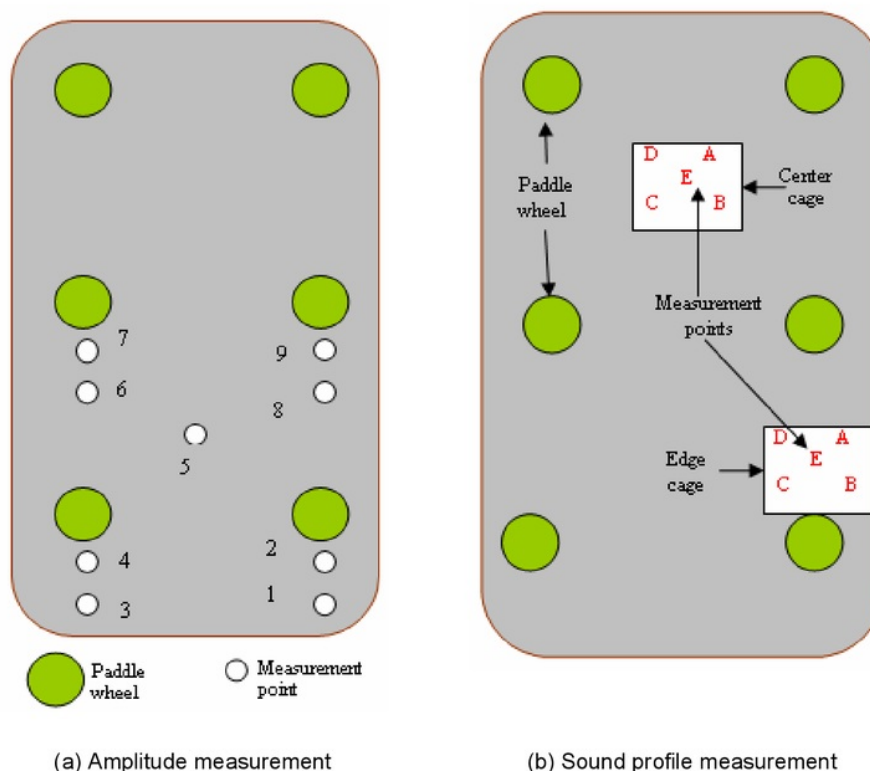 7
9
6
8
5
4
2
3
1
Paddle
wheel
Measurement
point
(a) Amplitude measurement
D A
E
C B
Paddle
wheel
Center
cage
Measurement
points
D A
E
C B
Edge
cage
(b) Sound profile measurement